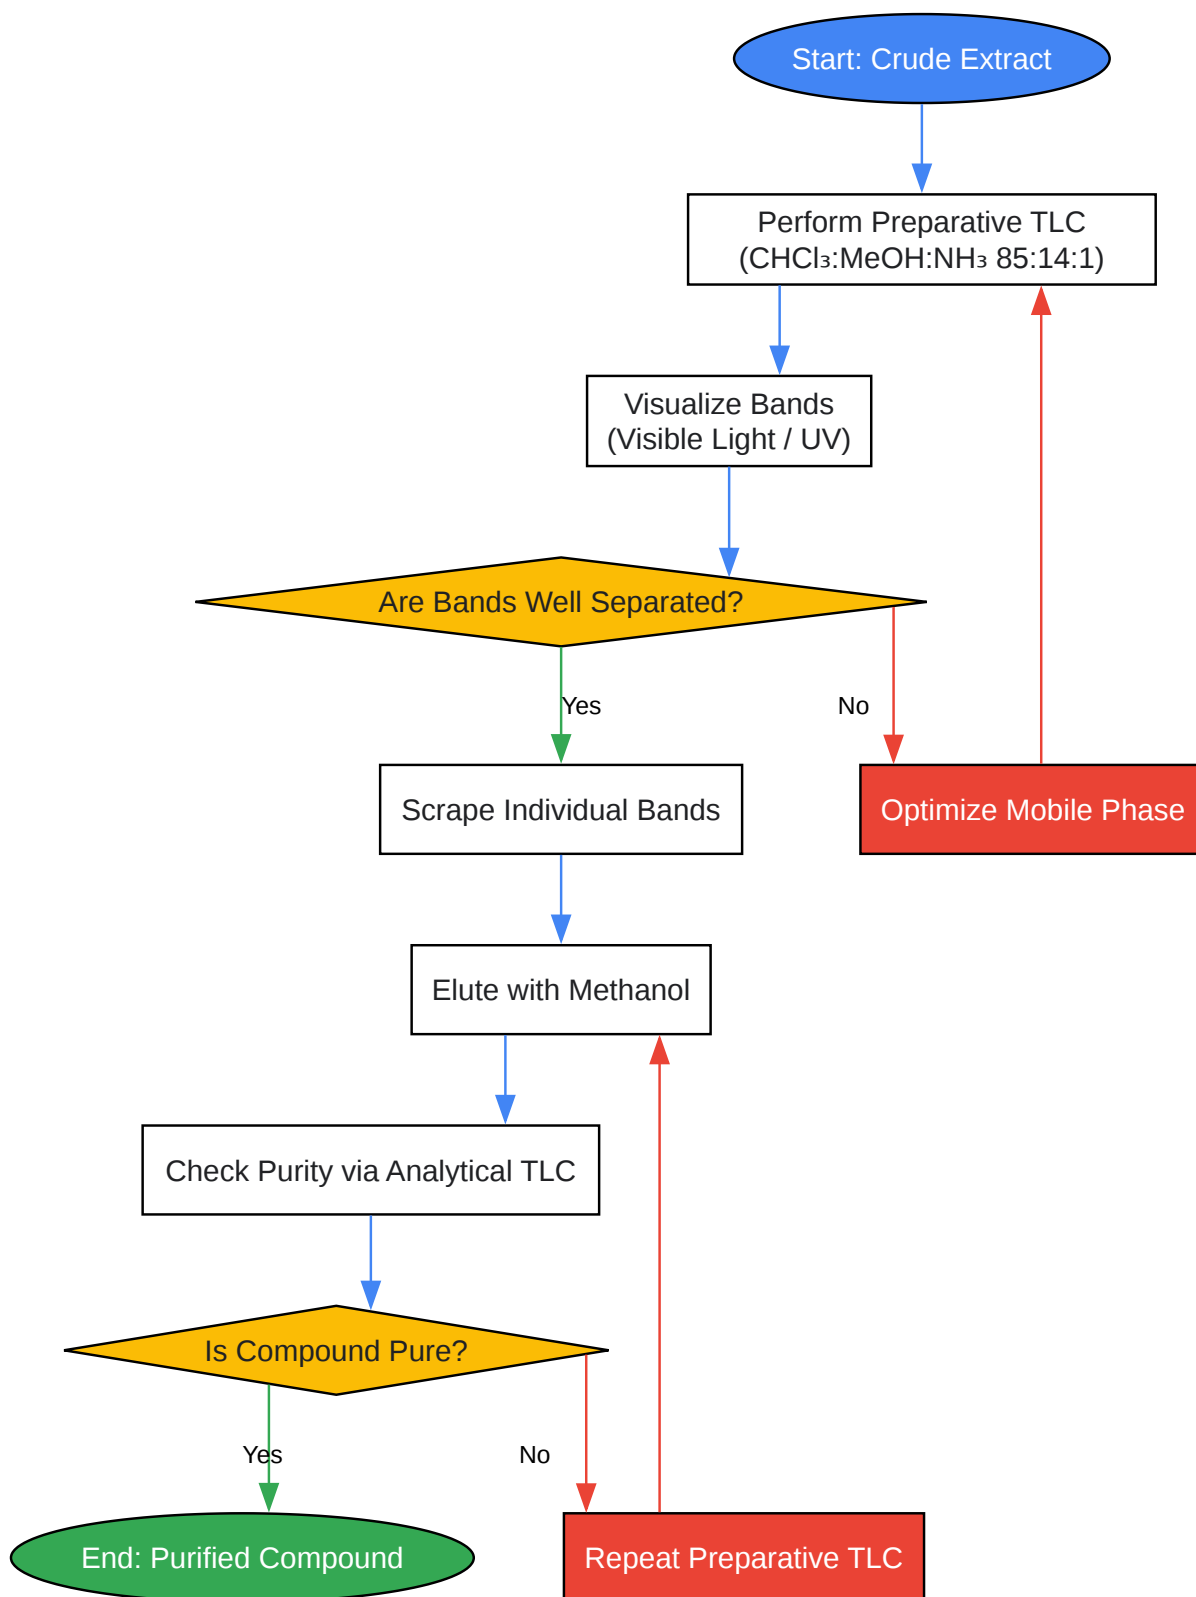 Start: Crude Extract
Perform Preparative TLC
(CHCl₃:MeOH:NH₃ 85:14:1)
Visualize Bands
(Visible Light / UV)
Are Bands Well Separated?
Yes
No
Scrape Individual Bands
Optimize Mobile Phase
Elute with Methanol
Check Purity via Analytical TLC
Is Compound Pure?
Yes
No
End: Purified Compound
Repeat Preparative TLC